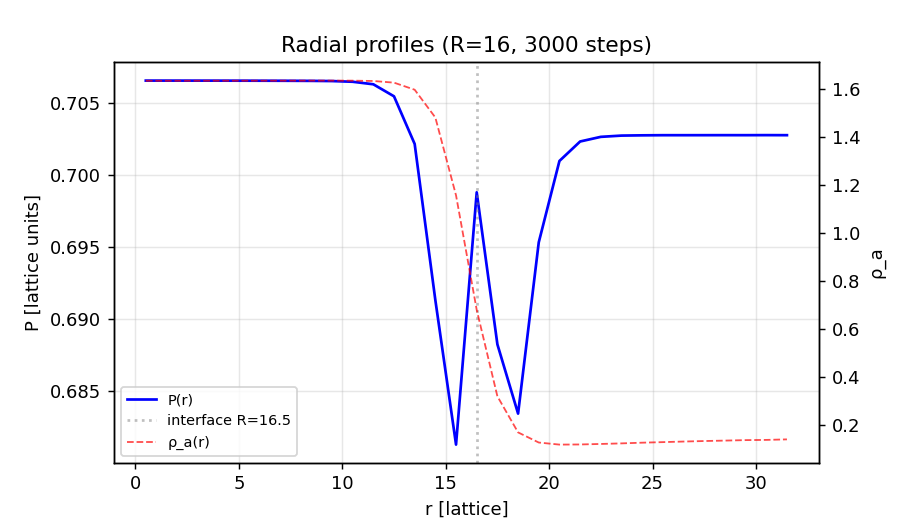 Radial profiles (R=16, 3000 steps)
P [lattice units]
0.705
0.700
0.695
0.690
0.685
1.6
1.4
1.2
1.0
0.8
0.6
0.4
0.2
ρ_a
P(r)
interface R=16.5
ρ_a(r)
0 5 10 15 20 25 30
r [lattice]